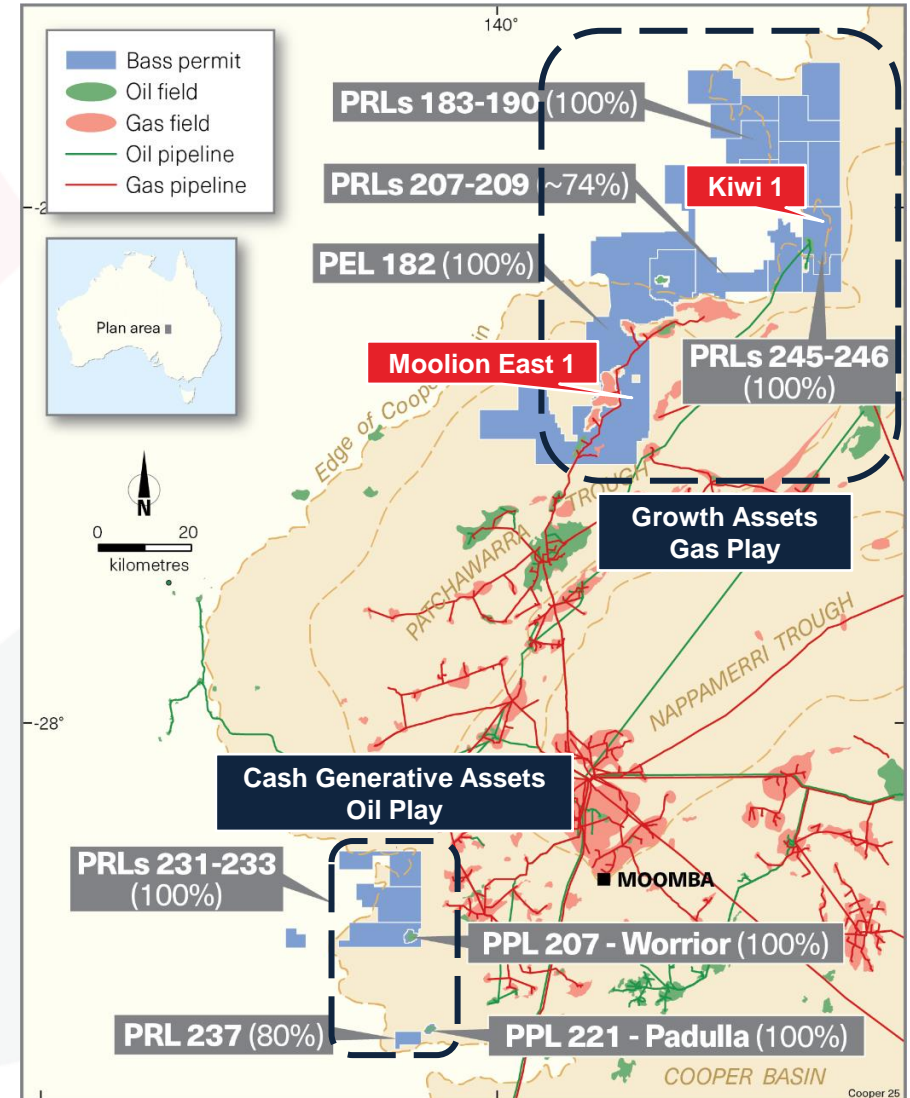 140°
Bass permit
Oil field
Gas field
Oil pipeline
Gas pipeline
PRLs 183-190 (100%)
PRLs 207-209 (~74%)
Kiwi 1
PEL 182 (100%)
Plan area
Moolion East 1
PRLs 245-246
(100%)
Edge of Cooper
N
0 20
kilometres
PATCHAWARRA TROUGH
Growth Assets
Gas Play
NAPPAMERRI TROUGH
-28°
Cash Generative Assets
Oil Play
PRLs 231-233
(100%)
MOOMBA
PPL 207 - Worrior (100%)
PRL 237 (80%)
PPL 221 - Padulla (100%)
COOPER BASIN
Cooper 25